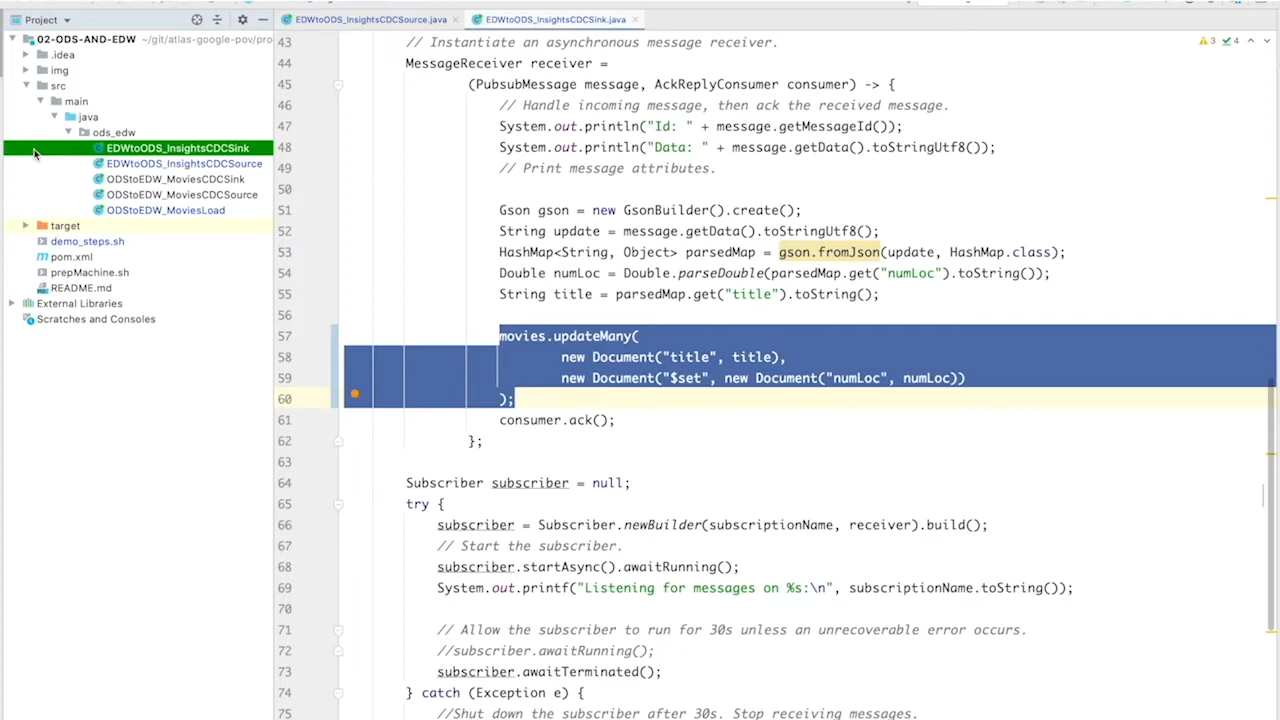 Project
EDWtoODS_InsightsCDCSource.java
EDWtoODS_InsightsCDCSink.java
02-ODS-AND-EDW ~/git/atlas-google-pov/pro
.idea
img
src
main
java
ods_edw
EDWtoODS_InsightsCDCSink
EDWtoODS_InsightsCDCSource
ODStoEDW_MoviesCDCSink
ODStoEDW_MoviesCDCSource
ODStoEDW_MoviesLoad
target
demo_steps.sh
pom.xml
prepMachine.sh
README.md
External Libraries
Scratches and Consoles
3 4
43 // Instantiate an asynchronous message receiver.
44 MessageReceiver receiver =
45 (PubsubMessage message, AckReplyConsumer consumer) -> {
46 // Handle incoming message, then ack the received message.
47 System.out.println("Id: " + message.getMessageId());
48 System.out.println("Data: " + message.getData().toStringUtf8());
49 // Print message attributes.
50
51 Gson gson = new GsonBuilder().create();
52 String update = message.getData().toStringUtf8();
53 HashMap<String, Object> parsedMap = gson.fromJson(update, HashMap.class);
54 Double numLoc = Double.parseDouble(parsedMap.get("numLoc").toString());
55 String title = parsedMap.get("title").toString();
56
57 movies.updateMany(
58 new Document("title", title),
59 new Document("$set", new Document("numLoc", numLoc))
60 );
61 consumer.ack();
62 };
63
64 Subscriber subscriber = null;
65 try {
66 subscriber = Subscriber.newBuilder(subscriptionName, receiver).build();
67 // Start the subscriber.
68 subscriber.startAsync().awaitRunning();
69 System.out.printf("Listening for messages on %s:\n", subscriptionName.toString());
70
71 // Allow the subscriber to run for 30s unless an unrecoverable error occurs.
72 //subscriber.awaitRunning();
73 subscriber.awaitTerminated();
74 } catch (Exception e) {
75 //Shut down the subscriber after 30s. Stop receiving messages.